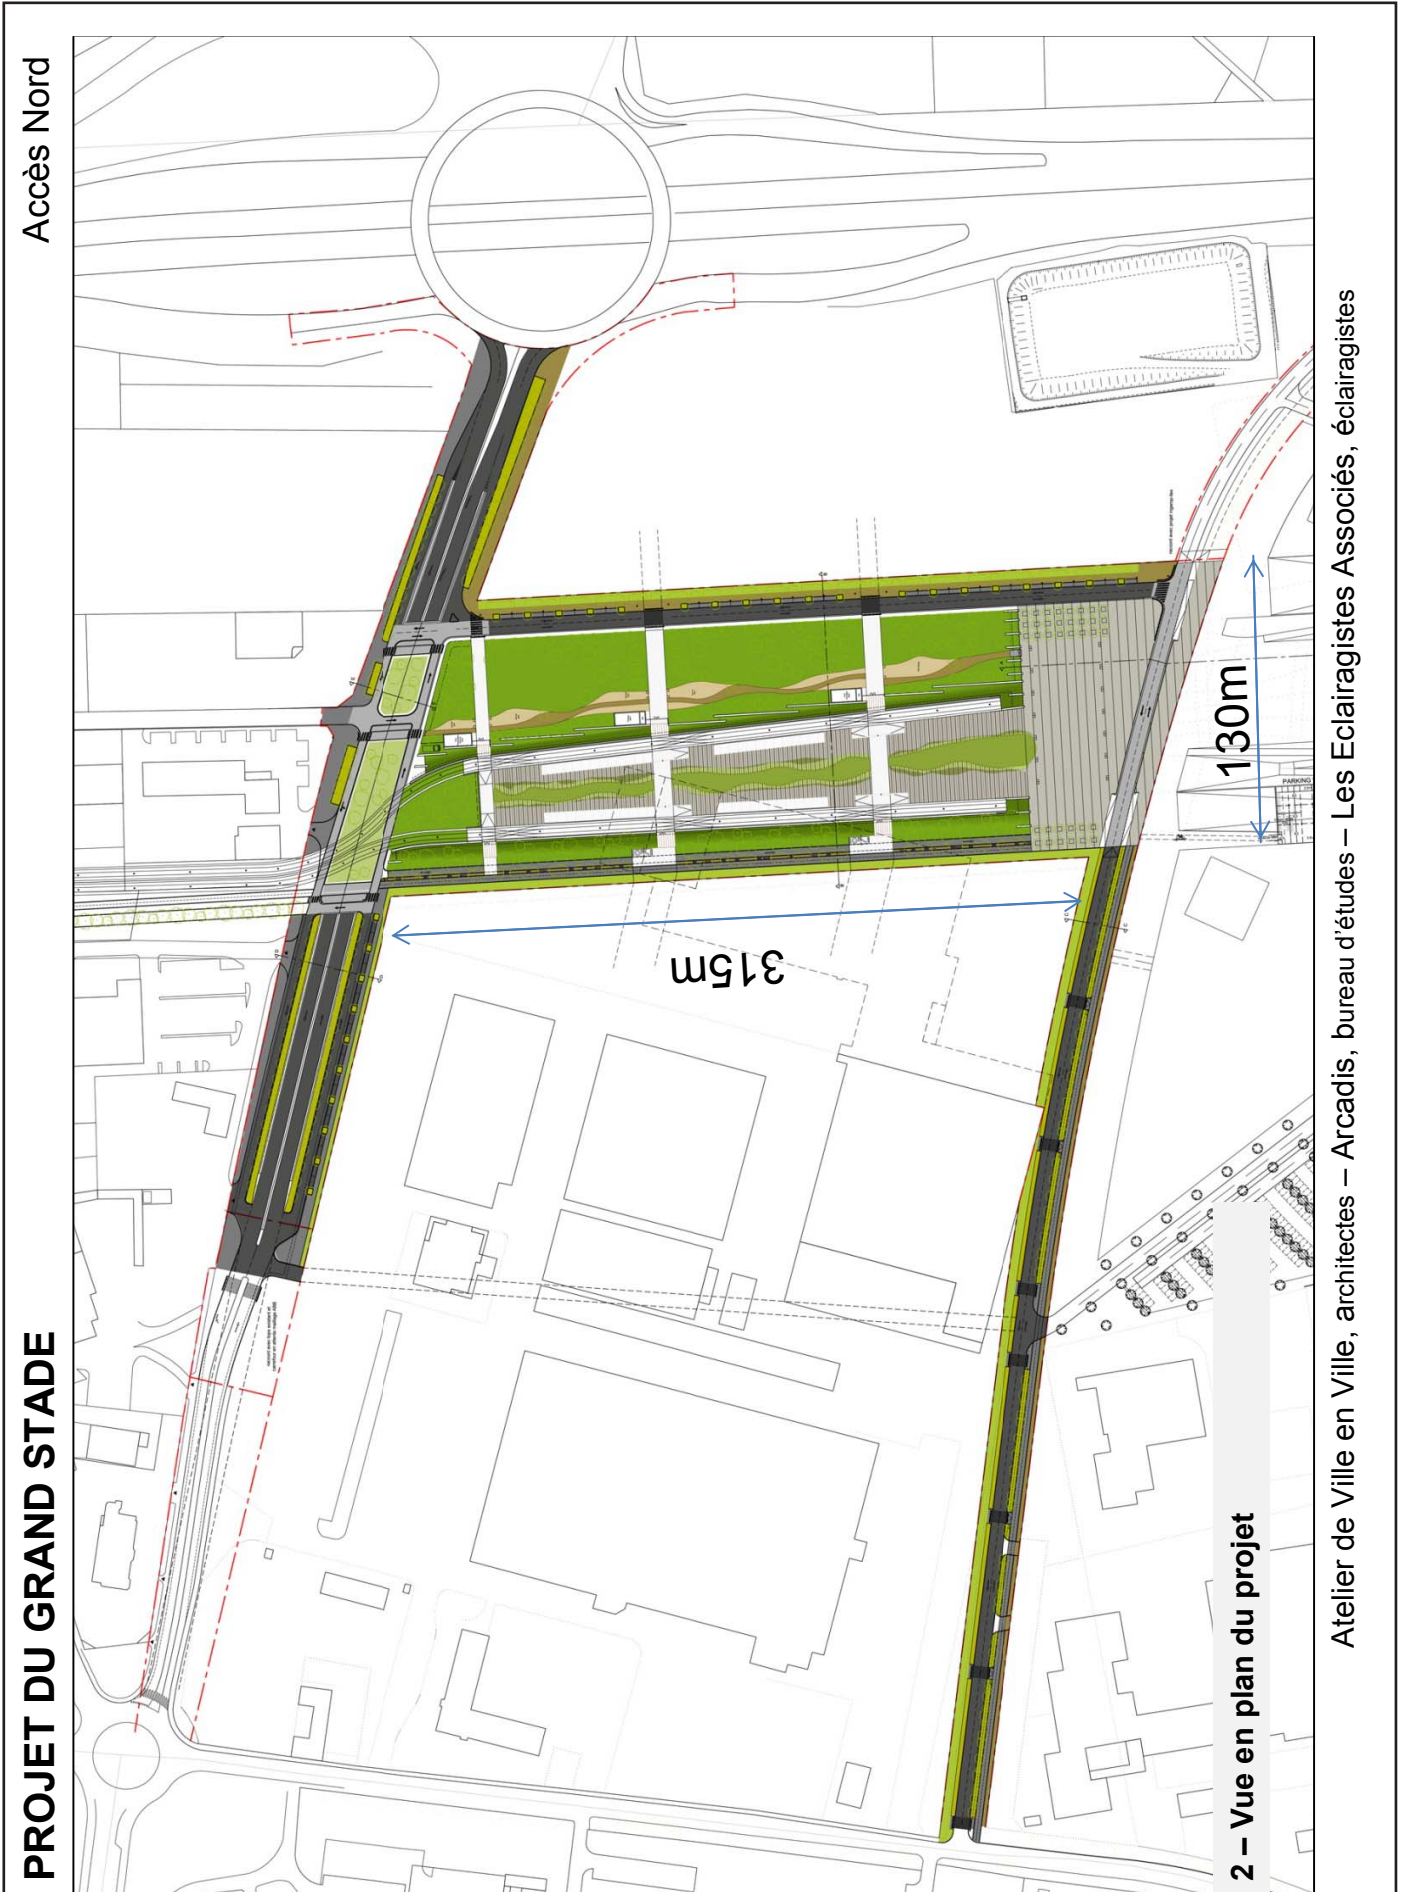 PROJET DU GRAND STADE
Accès Nord
315m
130m
PARKING
2 – Vue en plan du projet
Atelier de Ville en Ville, architectes – Arcadis, bureau d'études – Les Eclairagistes Associés, éclairagistes